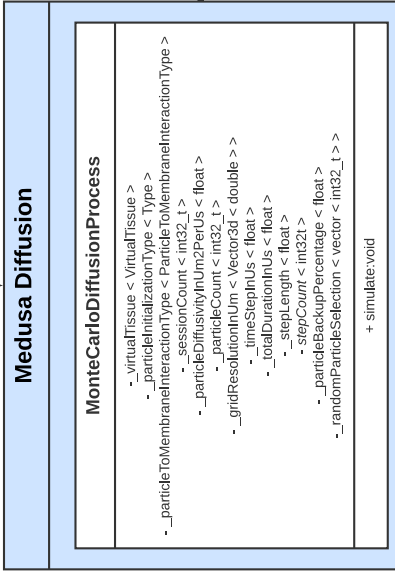 Medusa Diffusion
MonteCarloDiffusionProcess
- _virtualTissue < VirtualTissue >
- _particleInitializationType < Type >
- _particleToMembraneInteractionType < ParticleToMembraneInteractionType >
- _sessionCount < int32_t >
- _particleDiffusivityInUm2PerUs < float >
- _particleCount < int32_t >
- _gridResolutionInUm < Vector3d < double > >
- _timeStepInUs < float >
- _totalDurationInUs < float >
- _stepLength < float >
- stepCount < int32t >
- _particleBackupPercentage < float >
- _randomParticleSelection < vector < int32_t > >
+ simulate:void